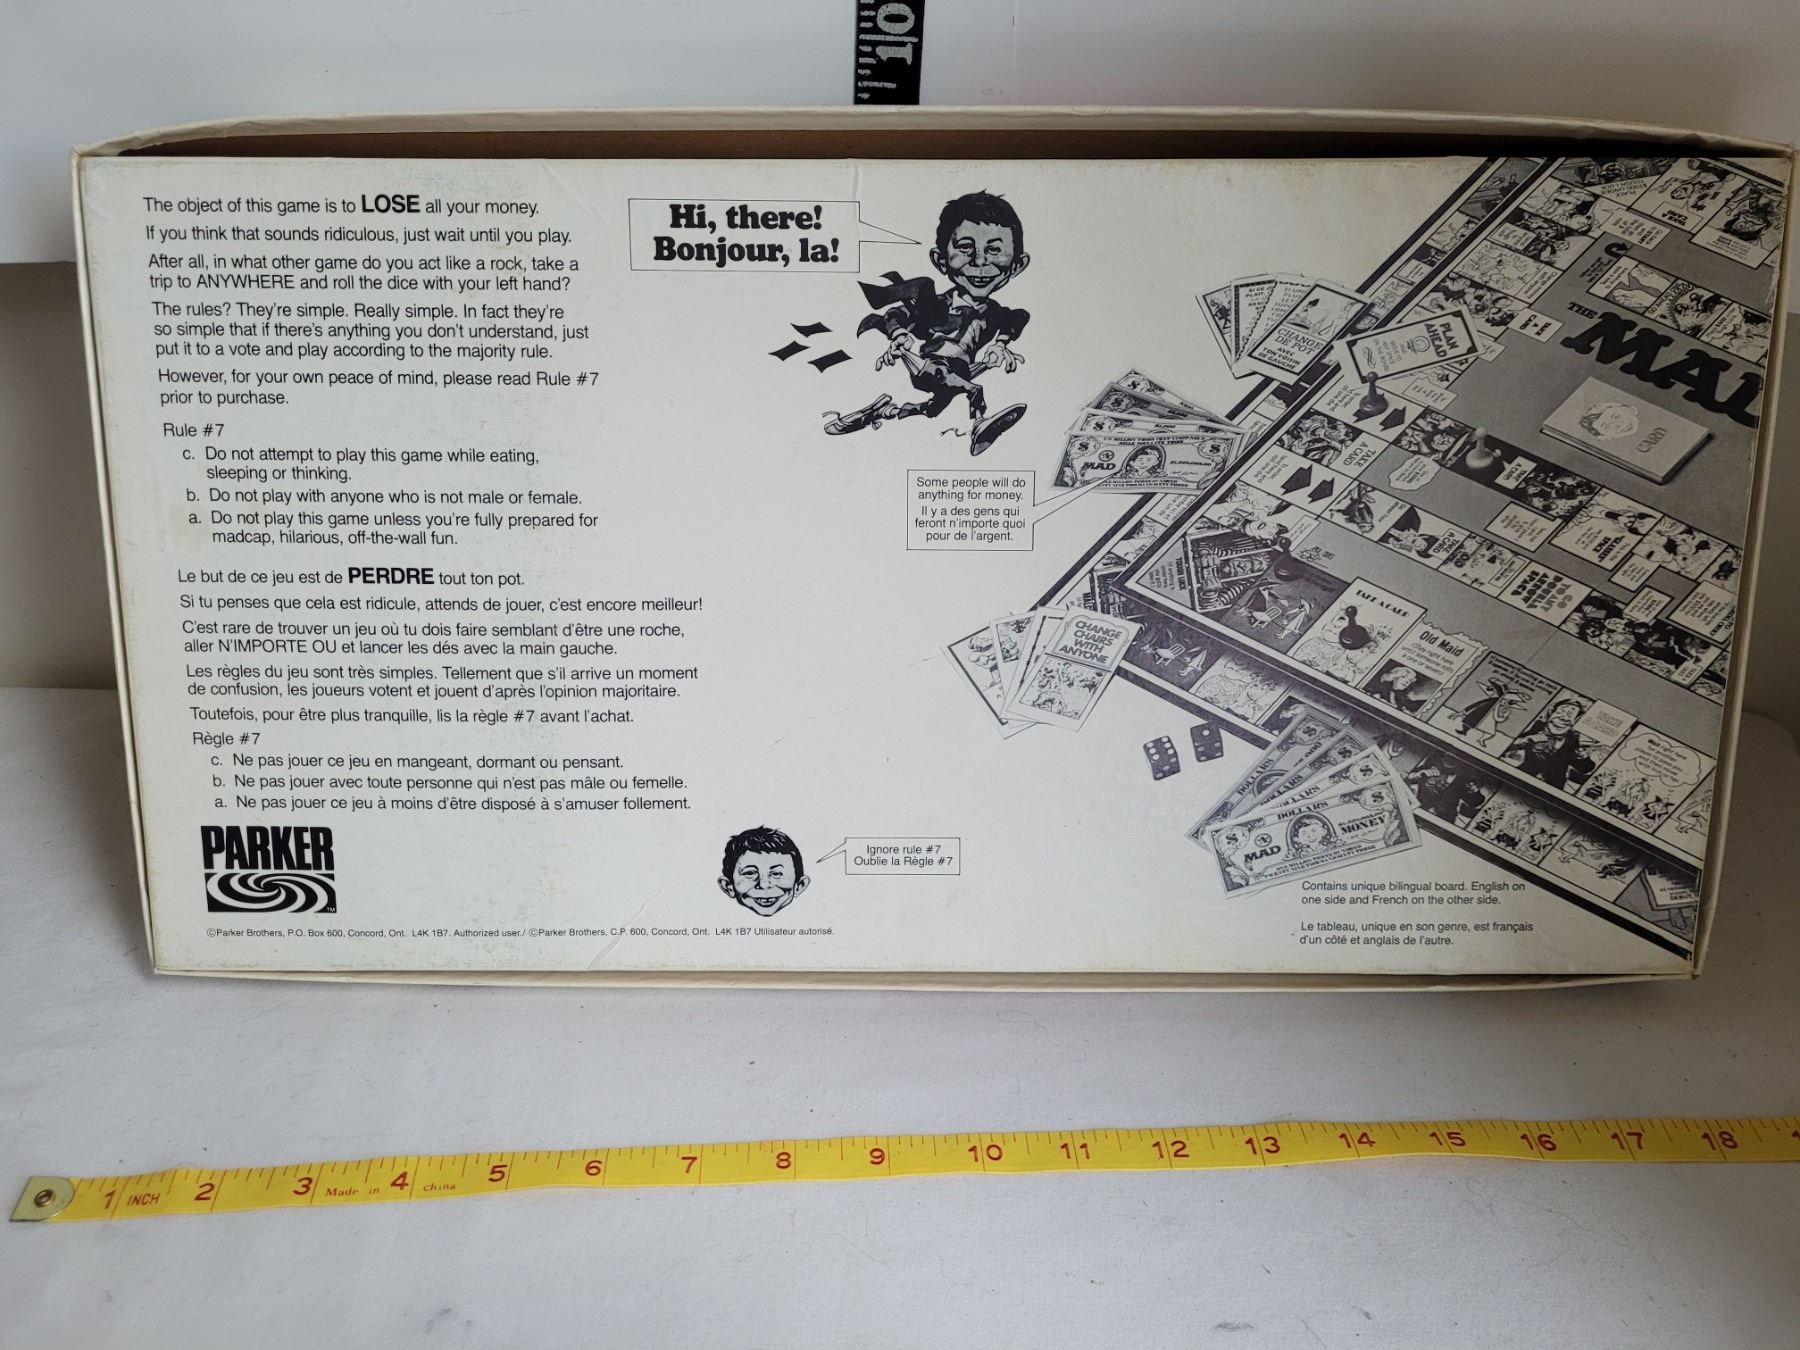 10
The object of this game is to LOSE all your money.
If you think that sounds ridiculous, just wait until you play.
After all, in what other game do you act like a rock, take a
trip to ANYWHERE and roll the dice with your left hand?
The rules? They're simple. Really simple. In fact they're
so simple that if there's anything you don't understand, just
put it to a vote and play according to the majority rule.
However, for your own peace of mind, please read Rule #7
prior to purchase.
Rule #7
c. Do not attempt to play this game while eating,
sleeping or thinking.
b. Do not play with anyone who is not male or female.
a. Do not play this game unless you're fully prepared for
madcap, hilarious, off-the-wall fun.
Le but de ce jeu est de PERDRE tout ton pot.
Si tu penses que cela est ridicule, attends de jouer, c'est encore meilleur!
C'est rare de trouver un jeu où tu dois faire semblant d'être une roche,
aller N'IMPORTE OU et lancer les dés avec la main gauche.
Les règles du jeu sont très simples. Tellement que s'il arrive un moment
de confusion, les joueurs votent et jouent d'après l'opinion majoritaire.
Toutefois, pour être plus tranquille, lis la règle #7 avant l'achat.
Règle #7
c. Ne pas jouer ce jeu en mangeant, dormant ou pensant.
b. Ne pas jouer avec toute personne qui n'est pas mâle ou femelle.
a. Ne pas jouer ce jeu à moins d'être disposé à s'amuser follement.
PARKER
TM
©Parker Brothers, P.O. Box 600, Concord, Ont. L4K 1B7. Authorized user./ ©Parker Brothers, C.P. 600, Concord, Ont. L4K 1B7 Utilisateur autorisé.
Hi, there!
Bonjour, la!
Some people will do
anything for money.
Il y a des gens qui
feront n'importe quoi
pour de l'argent.
Ignore rule #7
Oublie la Règle #7
CHANGE
DE POT
AVEC
TON VOISIN
DE GAUCHE
PLAN
AHEAD
THE
MAD
CARD
TAKE
A CARD
CHANGE
CHAIRS
WITH
ANYONE
TAKE A CARD
Old Maid
MAD
DOLLARS
MAD
MONEY
Contains unique bilingual board. English on
one side and French on the other side.
Le tableau, unique en son genre, est français
d'un côté et anglais de l'autre.
1 INCH 2 3 Made in 4 China 5 6 7 8 9 10 11 12 13 14 15 16 17 18